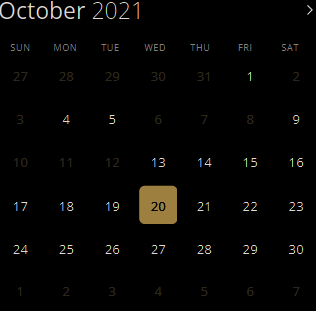 October 2021
SUN MON TUE WED THU FRI SAT
27 28 29 30 31 1 2
3 4 5 6 7 8 9
10 11 12 13 14 15 16
17 18 19 20 21 22 23
24 25 26 27 28 29 30
1 2 3 4 5 6 7